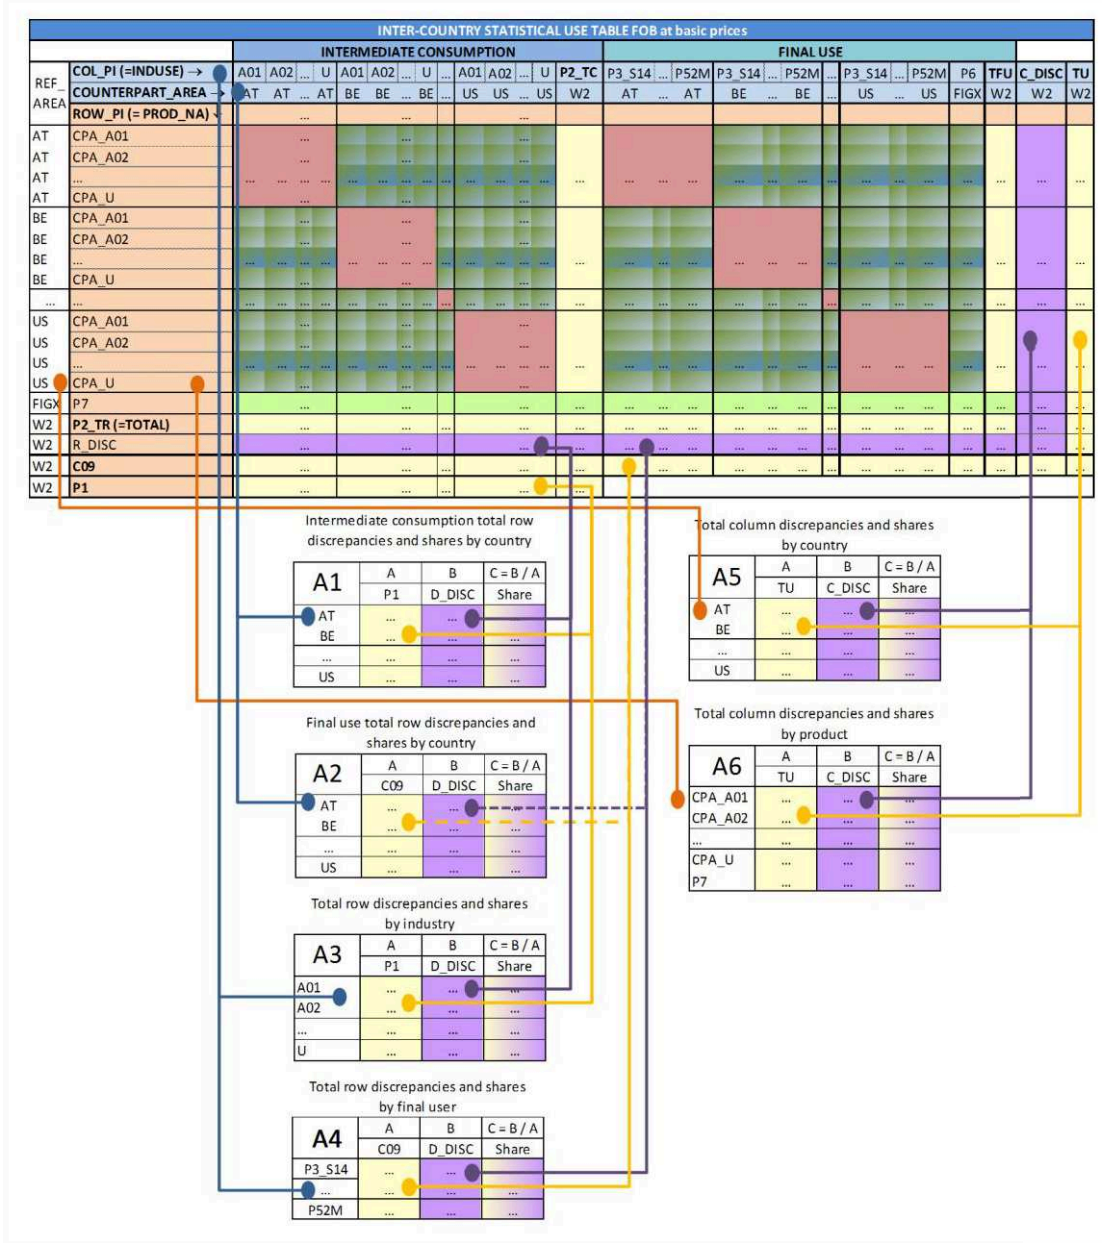 INTER-COUNTRY STATISTICAL USE TABLE FOB at basic prices
INTERMEDIATE CONSUMPTION FINAL USE
REF_AREA COL_PI (=INDUSE) → A01 A02 ... U A01 A02 ... U ... A01 A02 ... U P2_TC P3_S14 ... P52M P3_S14 ... P52M ... P3_S14 ... P52M P6 TFU C_DISC TU
COUNTERPART_AREA → AT AT ... AT BE BE ... BE ... US US ... US W2 AT ... AT BE ... BE ... US ... US FIGX W2 W2 W2
ROW_PI (= PROD_NA) ↓ ... ... ...
AT CPA_A01 ... ...
AT CPA_A02 ... ...
AT ... ... ... ... ... ... ... ... ... ... ... ... ... ... ... ... ... ... ... ... ... ... ... ... ... ... ... ...
AT CPA_U ... ... ...
BE CPA_A01 ... ... ...
BE CPA_A02 ... ... ...
BE ... ... ... ... ... ... ... ... ... ... ... ... ... ... ... ... ... ... ... ... ... ... ... ... ... ... ... ...
BE CPA_U ... ...
... ... ... ... ... ... ... ... ... ... ... ... ... ... ... ... ... ... ... ... ... ... ... ... ... ... ... ... ...
US CPA_A01 ... ... ...
US CPA_A02 ... ... ...
US ... ... ... ... ... ... ... ... ... ... ... ... ... ... ... ... ... ... ... ... ... ... ... ... ... ... ... ...
US CPA_U ... ... ...
FIGX P7 ... ... ... ... ... ... ... ... ... ... ... ... ... ... ... ... ...
W2 P2_TR (=TOTAL) ... ... ... ... ... ... ... ... ... ... ... ... ... ... ... ... ... ...
W2 R_DISC ... ... ... ... ... ... ... ... ... ... ... ... ... ... ... ... ...
W2 C09 ... ... ... ... ... ... ... ... ... ... ... ... ... ... ... ... ...
W2 P1 ... ... ... ... ...
Intermediate consumption total row
discrepancies and shares by country
A1 A B C = B / A
P1 D_DISC Share
AT ... ...
BE ...
... ... ... ...
US ... ... ...
Total column discrepancies and shares
by country
A5 A B C = B / A
TU C_DISC Share
AT ... ...
BE ...
... ... ... ...
US ... ... ...
Final use total row discrepancies and
shares by country
A2 A B C = B / A
C09 D_DISC Share
AT ... ... ...
BE ... ... ...
... ... ... ...
US ... ... ...
Total column discrepancies and shares
by product
A6 A B C = B / A
TU C_DISC Share
CPA_A01 ... ... ...
CPA_A02 ... ... ...
... ... ... ...
CPA_U ... ... ...
P7 ... ... ...
Total row discrepancies and shares
by industry
A3 A B C = B / A
P1 D_DISC Share
A01 ... ... ...
A02 ... ... ...
... ... ... ...
U ... ... ...
Total row discrepancies and shares
by final user
A4 A B C = B / A
C09 D_DISC Share
P3_S14 ... ...
... ... ... ...
P52M ... ... ...